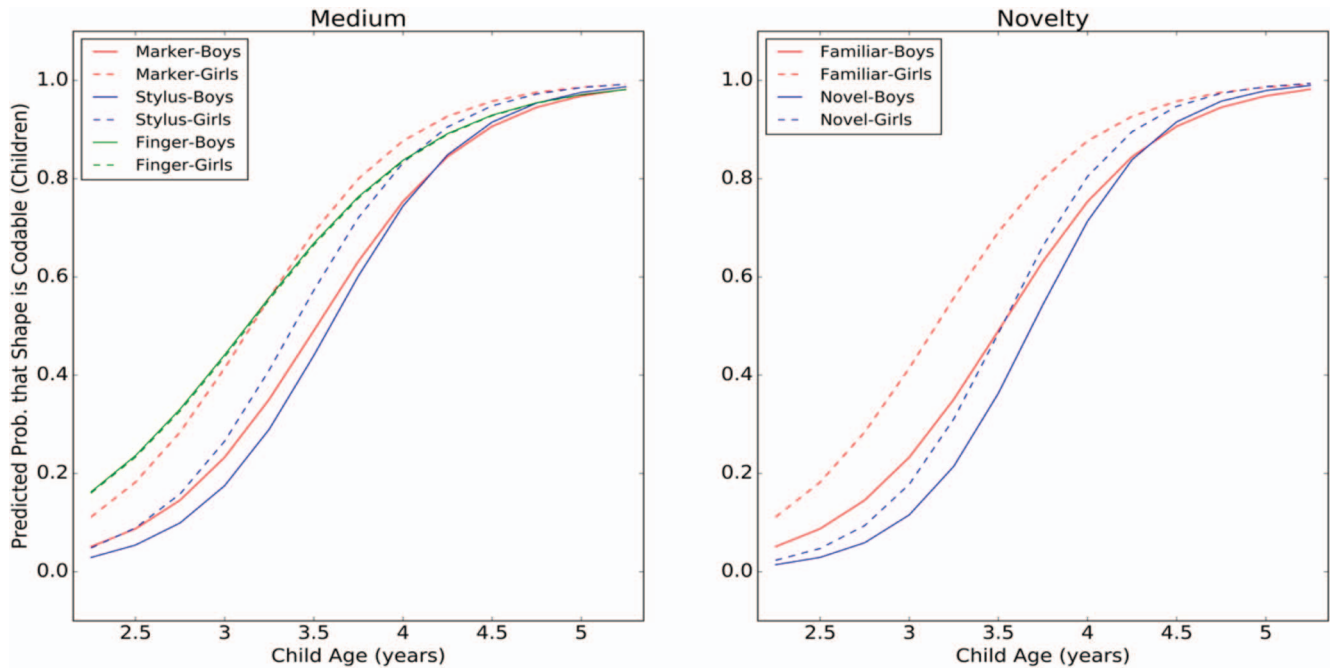 Medium
Marker-Boys
Marker-Girls
Stylus-Boys
Stylus-Girls
Finger-Boys
Finger-Girls
1.0
0.8
0.6
0.4
0.2
0.0
Predicted Prob. that Shape is Codable (Children)
2.5 3 3.5 4 4.5 5
Child Age (years)
Novelty
Familiar-Boys
Familiar-Girls
Novel-Boys
Novel-Girls
1.0
0.8
0.6
0.4
0.2
0.0
2.5 3 3.5 4 4.5 5
Child Age (years)